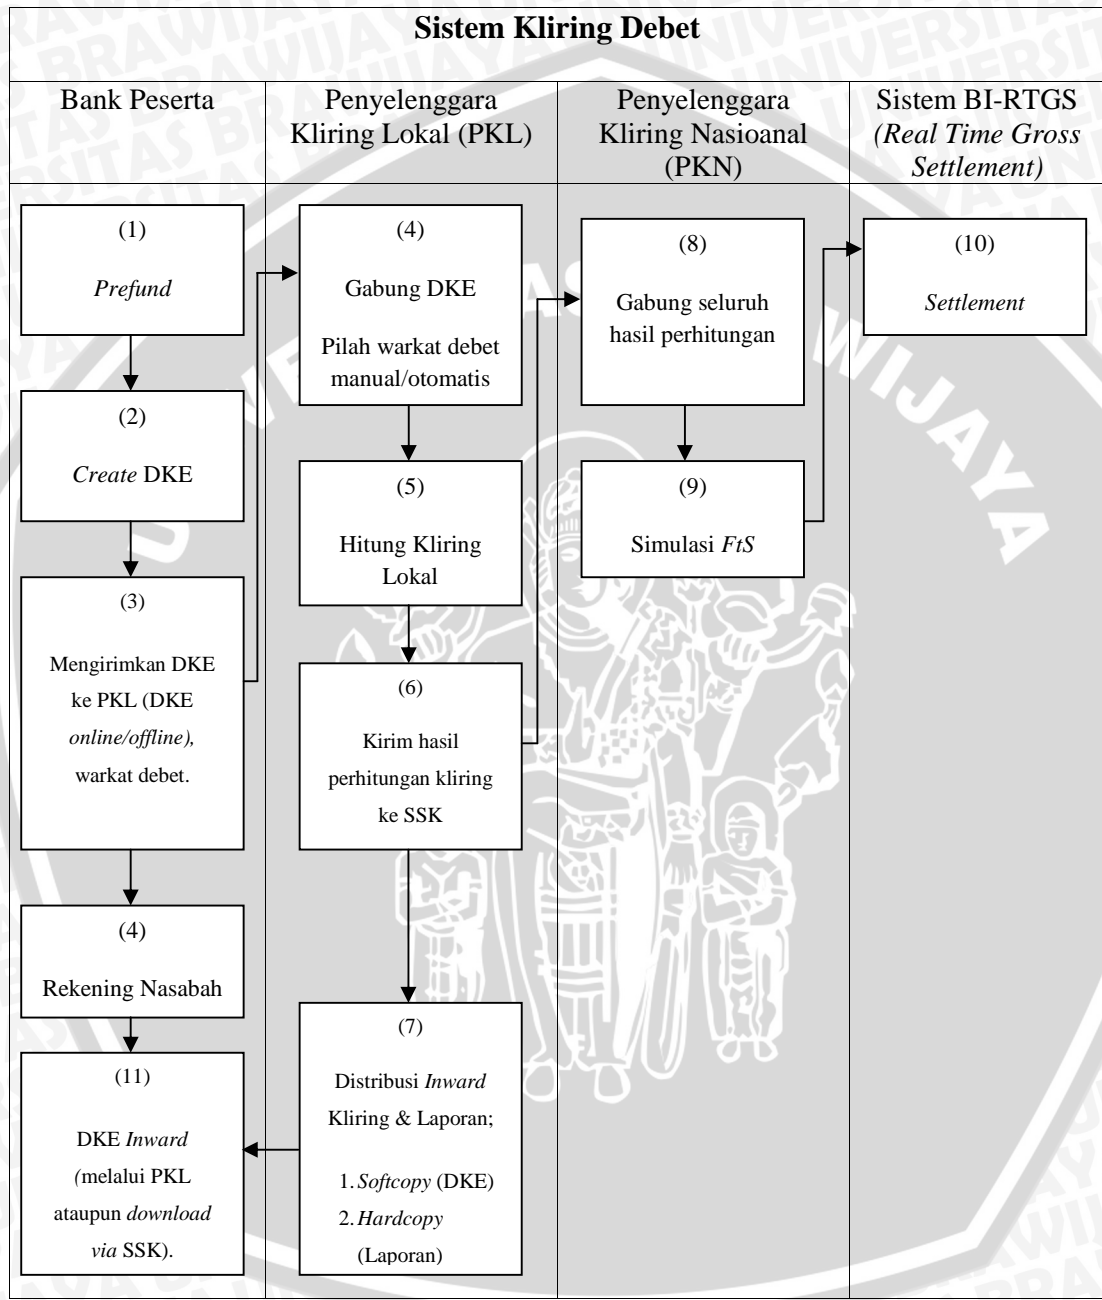 Sistem Kliring Debet
Bank Peserta
Penyelenggara
Kliring Lokal (PKL)
Penyelenggara
Kliring Nasioanal
(PKN)
Sistem BI-RTGS
(Real Time Gross
Settlement)
(1)
Prefund
(2)
Create DKE
(3)
Mengirimkan DKE
ke PKL (DKE
online/offline),
warkat debet.
(4)
Rekening Nasabah
(11)
DKE Inward
(melalui PKL
ataupun download
via SSK).
(4)
Gabung DKE
Pilah warkat debet
manual/otomatis
(5)
Hitung Kliring
Lokal
(6)
Kirim hasil
perhitungan kliring
ke SSK
(7)
Distribusi Inward
Kliring & Laporan;
1. Softcopy (DKE)
2. Hardcopy
(Laporan)
(8)
Gabung seluruh
hasil perhitungan
(9)
Simulasi FtS
(10)
Settlement